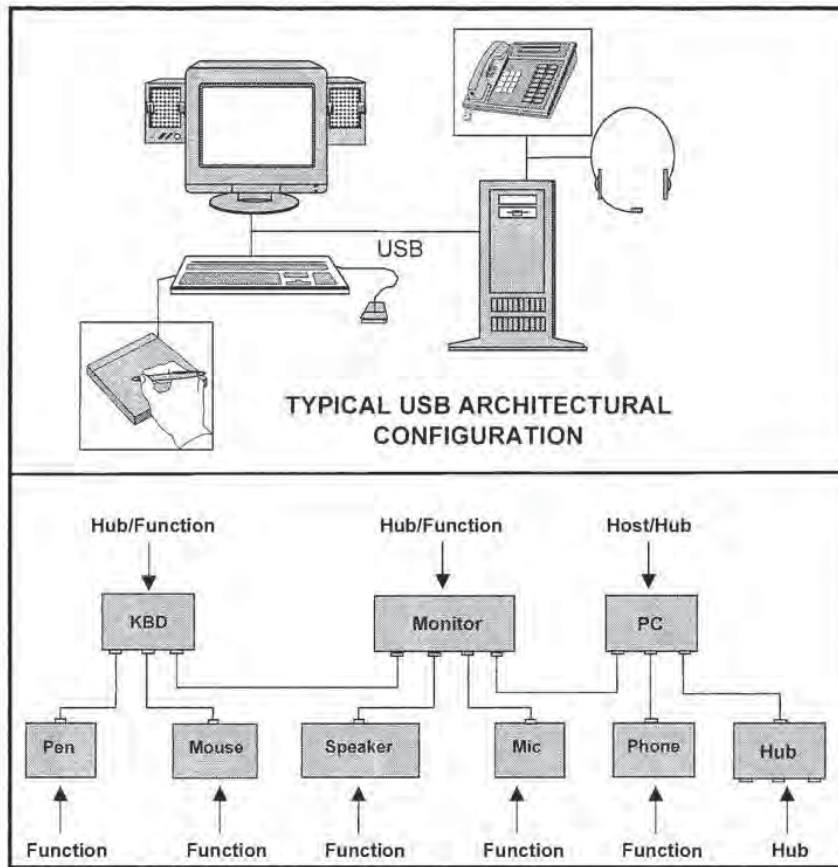 USB
TYPICAL USB ARCHITECTURAL
CONFIGURATION
Hub/Function Hub/Function Host/Hub
KBD Monitor PC
Pen Mouse Speaker Mic Phone Hub
Function Function Function Function Function Hub